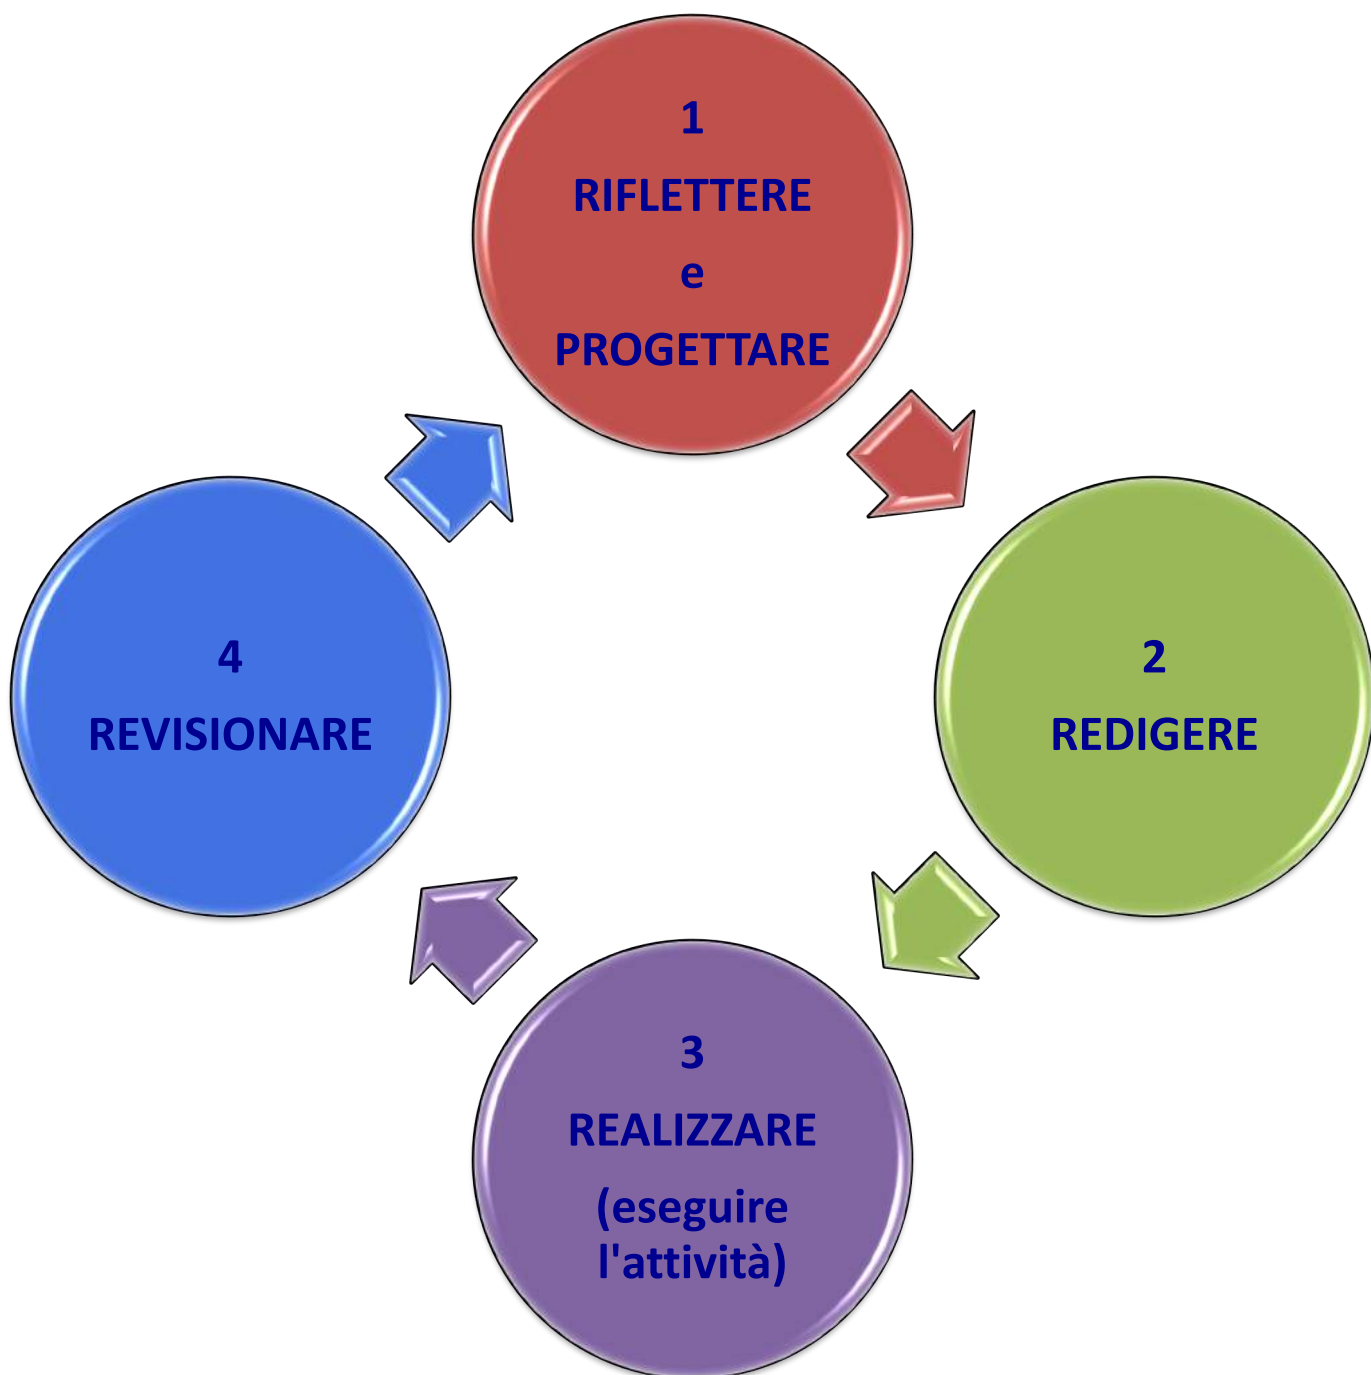 1
RIFLETTERE
e
PROGETTARE
2
REDIGERE
3
REALIZZARE
(eseguire
l'attività)
4
REVISIONARE